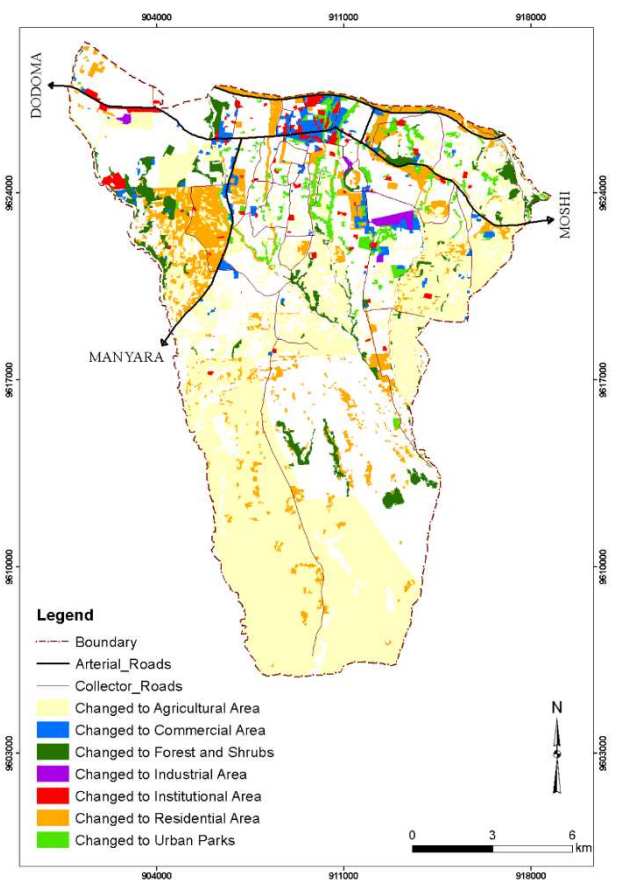 904000 911000 918000
DODOMA
9624000 9624000
MOSHI
MANYARA
9617000 9617000
9610000 9610000
Legend
Boundary
Arterial_Roads
Collector_Roads
Changed to Agricultural Area
Changed to Commercial Area
Changed to Forest and Shrubs
Changed to Industrial Area
Changed to Institutional Area
Changed to Residential Area
Changed to Urban Parks
N
9603000 9603000
0 3 6
km
904000 911000 918000